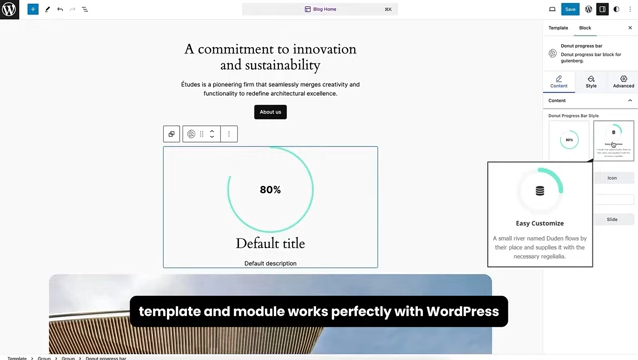 Blog Home
⌘K
Save
A commitment to innovation
and sustainability
Études is a pioneering firm that seamlessly merges creativity and
functionality to redefine architectural excellence.
About us
80%
Default title
Default description
Template
Block
Donut progress bar
Donut progress bar block for
gutenberg.
Content
Style
Advanced
Content
Donut Progress Bar Style
80%
Icon
Slide
Easy Customize
A small river named Duden flows by
their place and supplies it with the
necessary regelialia.
template and module works perfectly with WordPress
Template → Group → Group → Donut progress bar